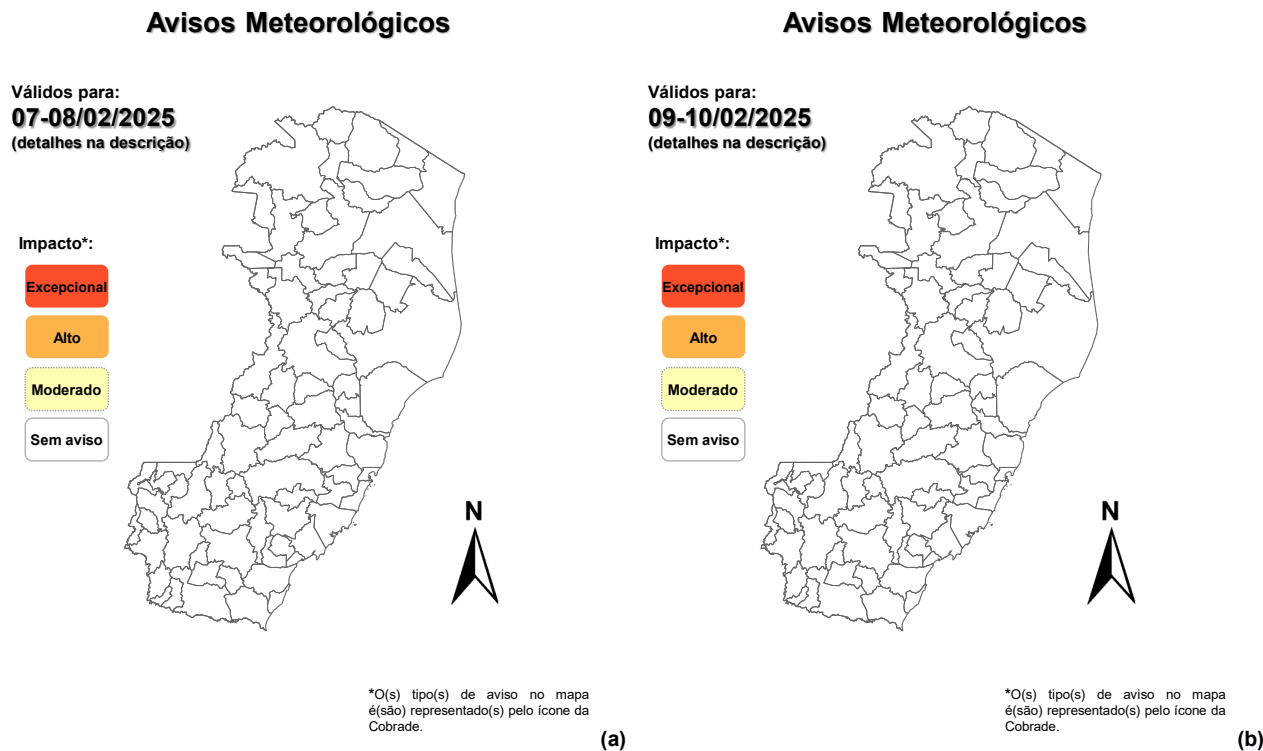 Avisos Meteorológicos
Válidos para:
07-08/02/2025
(detalhes na descrição)
Impacto*:
Excepcional
Alto
Moderado
Sem aviso
N
*O(s) tipo(s) de aviso no mapa
é(são) representado(s) pelo ícone da
Cobrade.
(a)
Avisos Meteorológicos
Válidos para:
09-10/02/2025
(detalhes na descrição)
Impacto*:
Excepcional
Alto
Moderado
Sem aviso
N
*O(s) tipo(s) de aviso no mapa
é(são) representado(s) pelo ícone da
Cobrade.
(b)